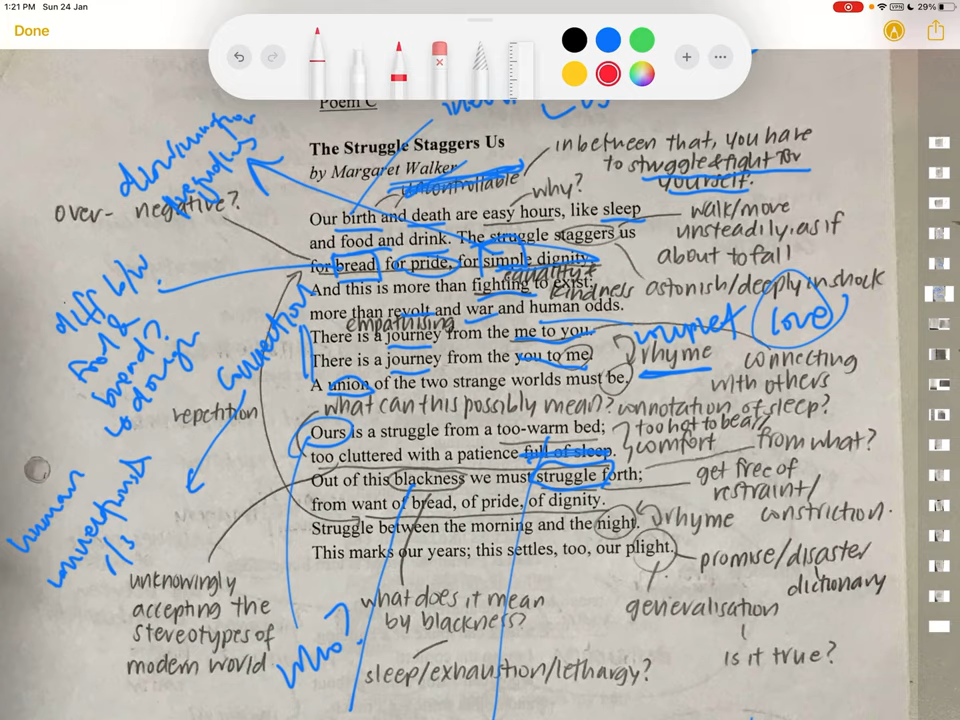 1:21 PM Sun 24 Jan
VPN 29%
Done
Poem C
The Struggle Staggers Us
by Margaret Walker
Our birth and death are easy hours, like sleep
and food and drink. The struggle staggers us
for bread, for pride, for simple dignity.
And this is more than fighting to exist;
more than revolt and war and human odds.
There is a journey from the me to you.
There is a journey from the you to me.
A union of the two strange worlds must be.
Ours is a struggle from a too-warm bed;
too cluttered with a patience full of sleep.
Out of this blackness we must struggle forth;
from want of bread, of pride, of dignity.
Struggle between the morning and the night.
This marks our years; this settles, too, our plight.
in between that, you have
to struggle & fight for
yourself.
uncontrollable
why?
over-negative?
walk/move
unsteadily, as if
about to fall
astonish/deeply in shock
kindness
empathising
couplet
love
rhyme
connecting
with others
diff b/w
food &
bread?
↳ dough
connection
repetition
what can this possibly mean?
connotation of sleep?
too hot to bear/
comfort
from what?
get free of
restraint/
constriction.
rhyme
promise/disaster
dictionary
generalisation
is it true?
human
unknowingly
accepting the
stereotypes of
modern world
who?
what does it mean
by blackness?
sleep/exhaustion/lethargy?